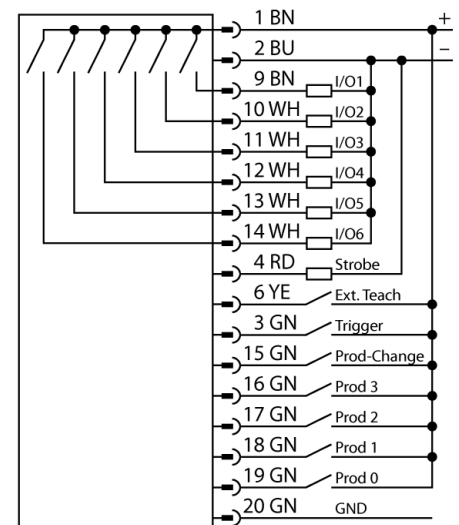 1 BN +
2 BU −
9 BN I/O1
10 WH I/O2
11 WH I/O3
12 WH I/O4
13 WH I/O5
14 WH I/O6
4 RD Strobe
6 YE Ext. Teach
3 GN Trigger
15 GN Prod-Change
16 GN Prod 3
17 GN Prod 2
18 GN Prod 1
19 GN Prod 0
20 GN GND